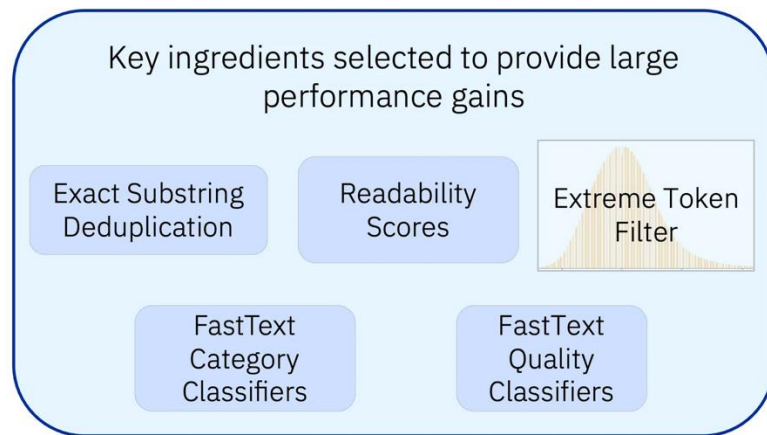 Key ingredients selected to provide large
performance gains
Exact Substring
Deduplication
Readability
Scores
Extreme Token
Filter
FastText
Category
Classifiers
FastText
Quality
Classifiers